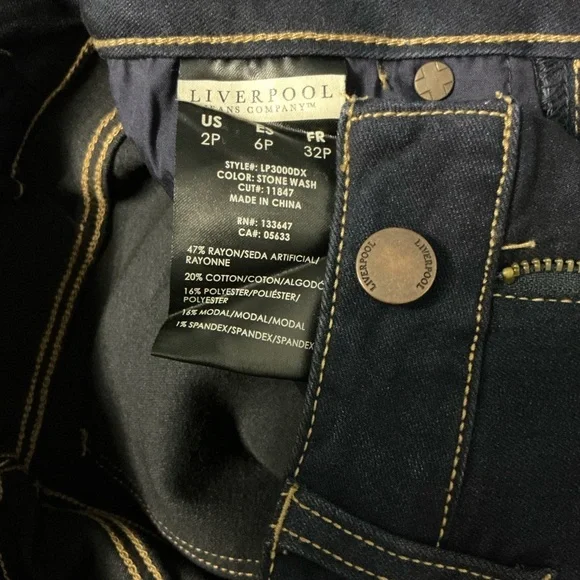 LIVERPOOL
JEANS COMPANY™
US ES FR
2P 6P 32P
STYLE#: LP3000DX
COLOR: STONE WASH
CUT#: 11847
MADE IN CHINA
RN#: 133647
CA#: 05633
47% RAYON/SEDA ARTIFICIAL/
RAYONNE
20% COTTON/COTON/ALGODO
16% POLYESTER/POLIÉSTER/
POLYESTER
16% MODAL/MODAL/MODAL
1% SPANDEX/SPANDEX/SPANDEX
LIVERPOOL
LIVERPOOL